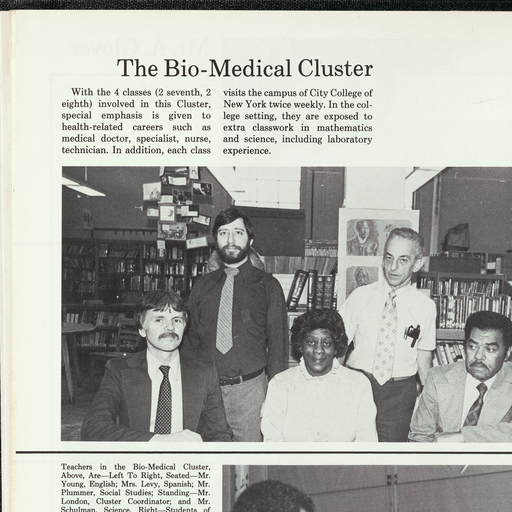 The Bio-Medical Cluster
With the 4 classes (2 seventh, 2
eighth) involved in this Cluster,
special emphasis is given to
health-related careers such as
medical doctor, specialist, nurse,
technician. In addition, each class
visits the campus of City College of
New York twice weekly. In the col-
lege setting, they are exposed to
extra classwork in mathematics
and science, including laboratory
experience.
Teachers in the Bio-Medical Cluster,
Above, Are—Left To Right, Seated—Mr.
Young, English; Mrs. Levy, Spanish; Mr.
Plummer, Social Studies; Standing—Mr.
London, Cluster Coordinator; and Mr.
Schulman, Science. Right—Students of